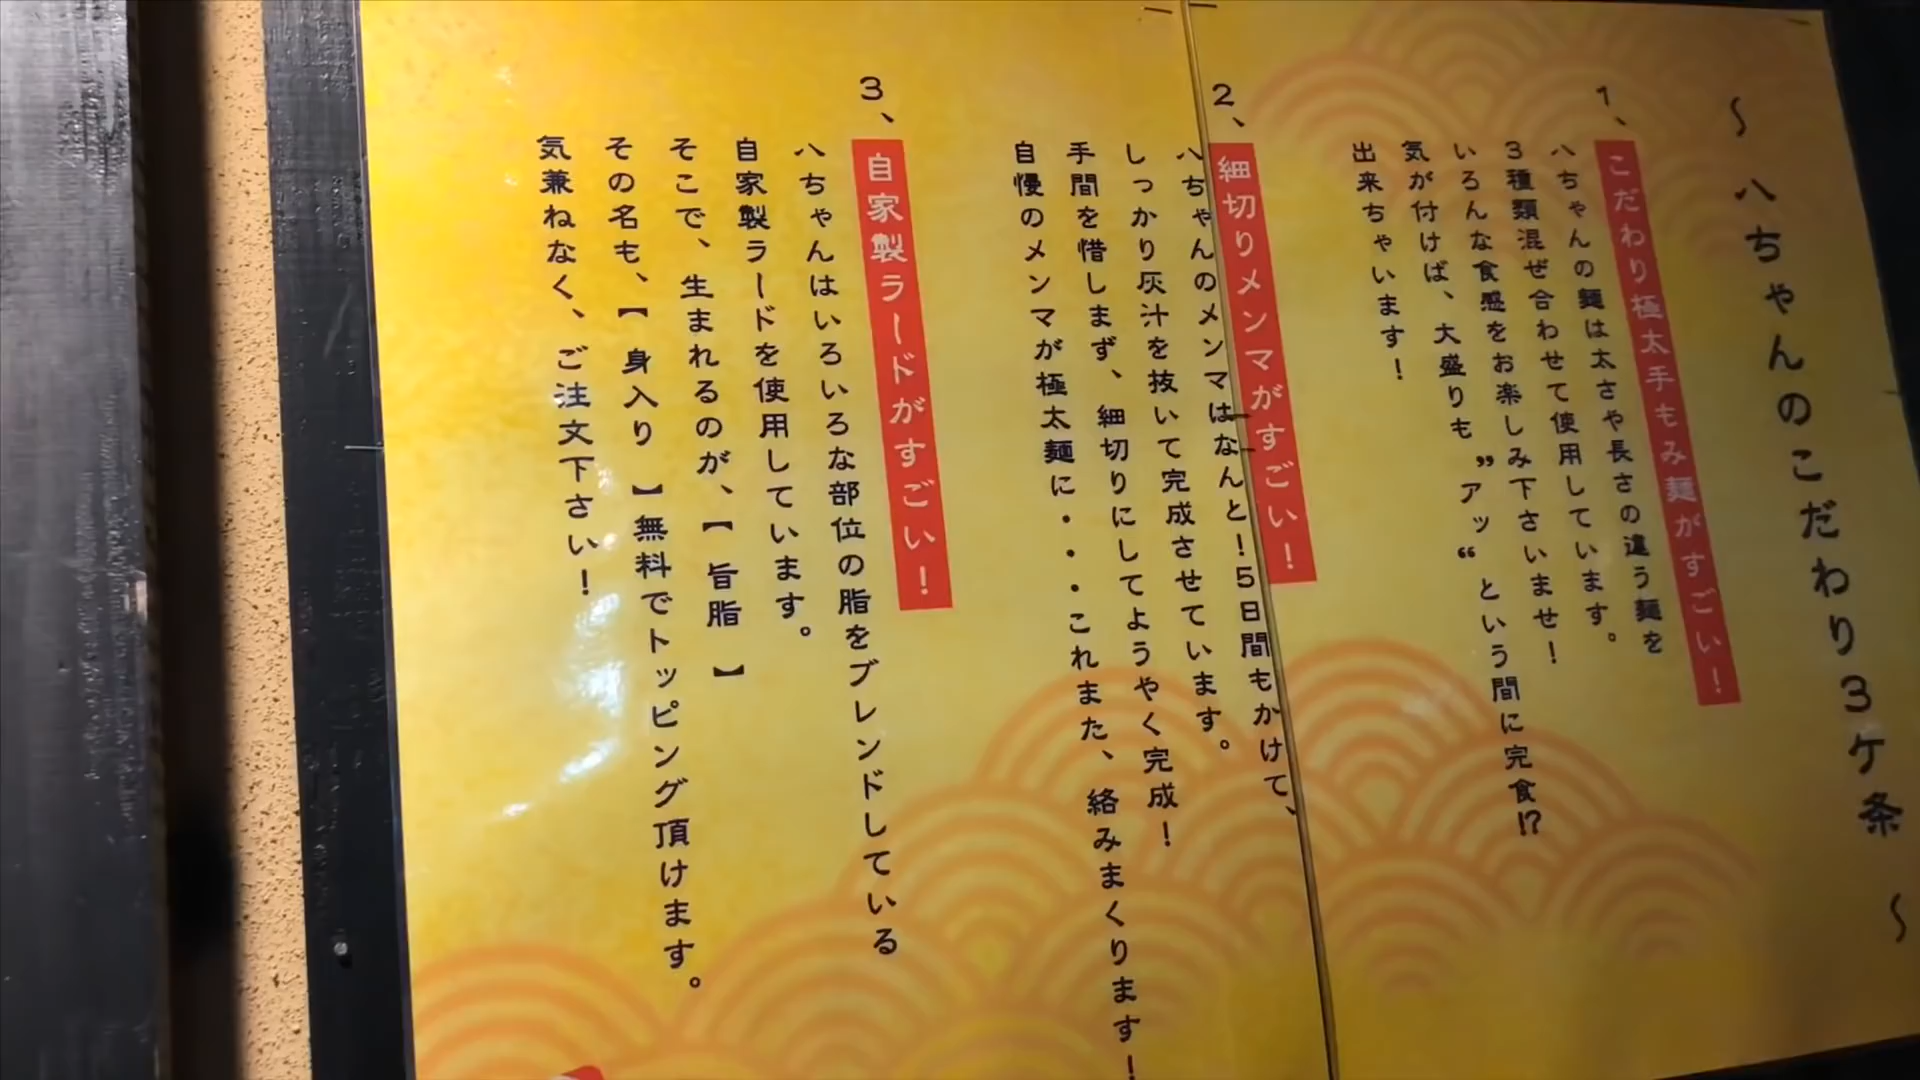 〜 八ちゃんのこだわり3ケ条 〜
1、こだわり極太手もみ麺がすごい!
八ちゃんの麺は太さや長さの違う麺を
3種類混ぜ合わせて使用しています。
いろんな食感をお楽しみ下さいませ!
気が付けば、大盛りも”アッ“という間に完食!?
出来ちゃいます!
2、細切りメンマがすごい!
八ちゃんのメンマはなんと!5日間もかけて、
しっかり灰汁を抜いて完成させています。
手間を惜しまず、細切りにしてようやく完成!
自慢のメンマが極太麺に・・・これまた、絡みまくります!
3、自家製ラードがすごい!
八ちゃんはいろいろな部位の脂をブレンドしている
自家製ラードを使用しています。
そこで、生まれるのが、【 旨脂 】
その名も、【 身入り 】無料でトッピング頂けます。
気兼ねなく、ご注文下さい!